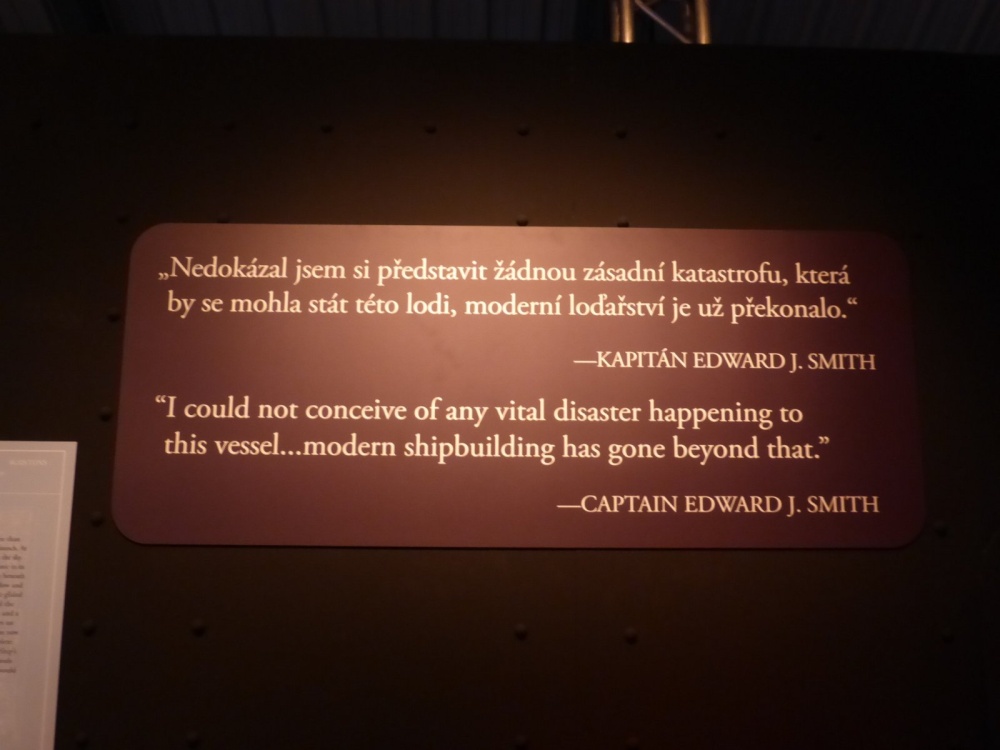 „Nedokázal jsem si představit žádnou zásadní katastrofu, která
by se mohla stát této lodi, moderní loďařství je už překonalo.“
—KAPITÁN EDWARD J. SMITH
“I could not conceive of any vital disaster happening to
this vessel...modern shipbuilding has gone beyond that.”
—CAPTAIN EDWARD J. SMITH